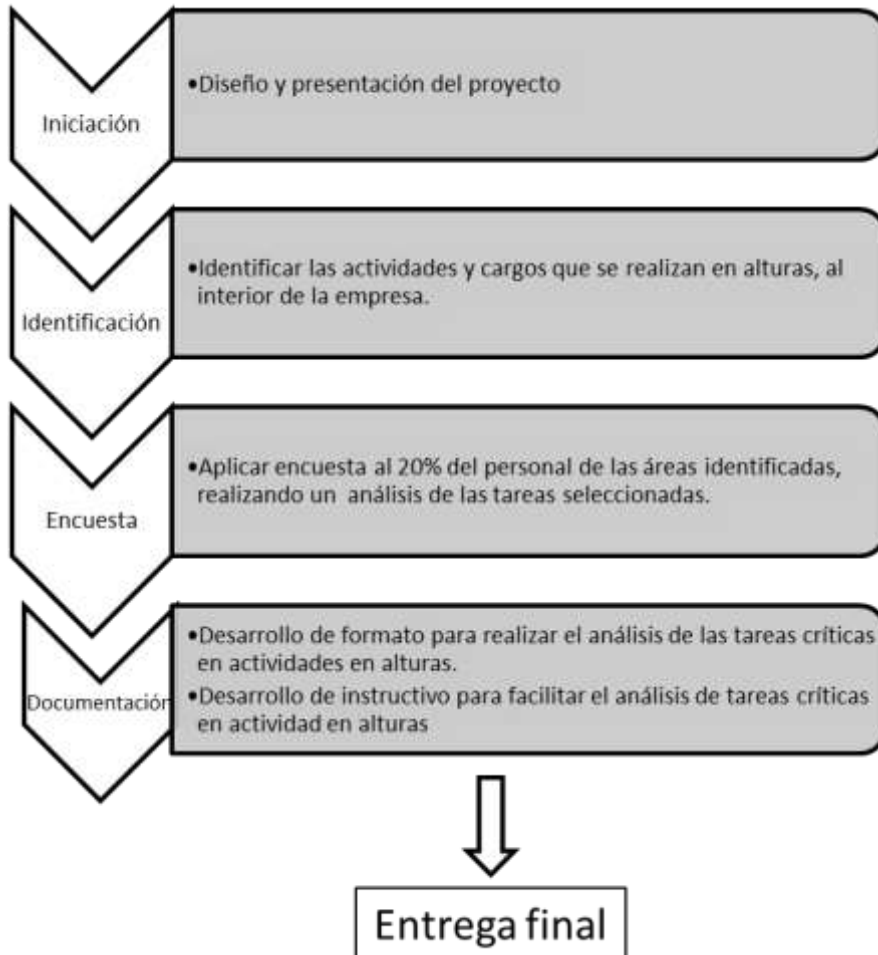 Iniciación
•Diseño y presentación del proyecto
Identificación
•Identificar las actividades y cargos que se realizan en alturas, al
interior de la empresa.
Encuesta
•Aplicar encuesta al 20% del personal de las áreas identificadas,
realizando un análisis de las tareas seleccionadas.
Documentación
•Desarrollo de formato para realizar el análisis de las tareas críticas
en actividades en alturas.
•Desarrollo de instructivo para facilitar el análisis de tareas críticas
en actividad en alturas
Entrega final